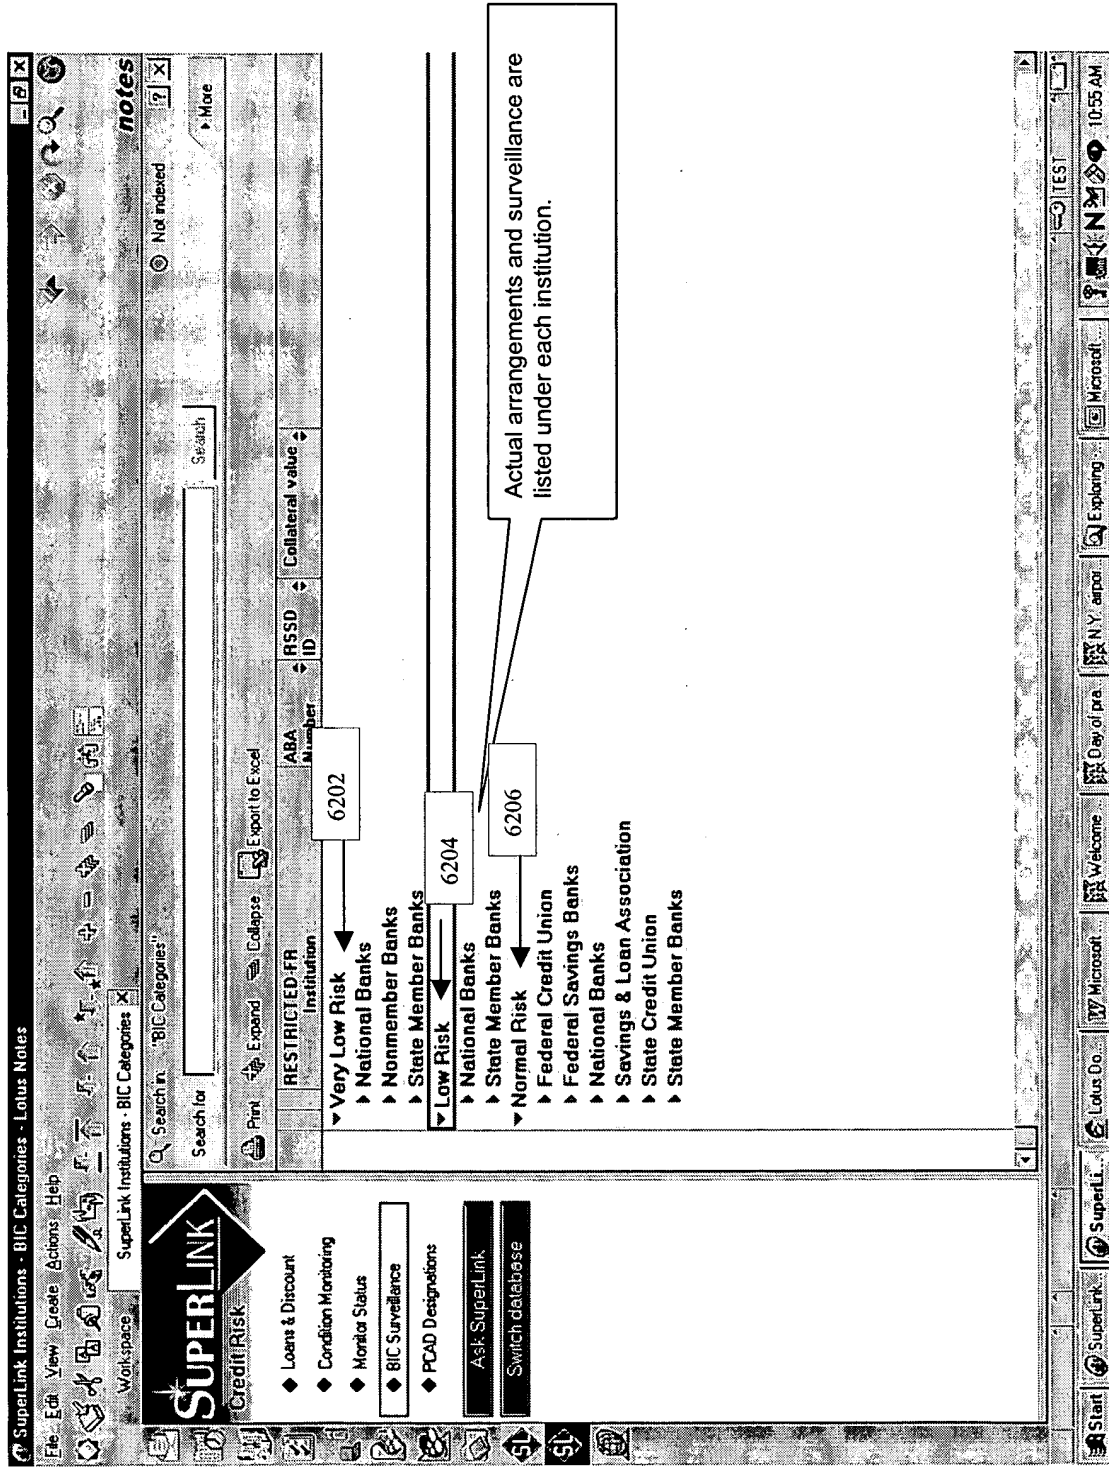 SuperLink Institutions - BIC Categories - Lotus Notes
File Edit View Create Actions Help
Workspace
SuperLink Institutions - BIC Categories
notes
SUPERLINK
Credit Risk
Loans & Discount
Condition Monitoring
Monitor Status
BIC Surveillance
PCAD Designations
Ask SuperLink
Switch database
Search in: "BIC Categories"
Not indexed
Search for
Search
More
Print Expand Collapse Export to Excel
RESTRICTED-FR
Institution
ABA
Number
RSSD
ID
Collateral value
Very Low Risk
6202
National Banks
Nonmember Banks
State Member Banks
Low Risk
6204
National Banks
State Member Banks
Normal Risk
6206
Federal Credit Union
Federal Savings Banks
National Banks
Savings & Loan Association
State Credit Union
State Member Banks
Actual arrangements and surveillance are
listed under each institution.
TEST
Start
SuperLink...
SuperLi...
Lotus Do...
Microsoft ...
Welcome ...
Day of pra...
N.Y. airpor...
Exploring -...
Microsoft ...
10:55 AM